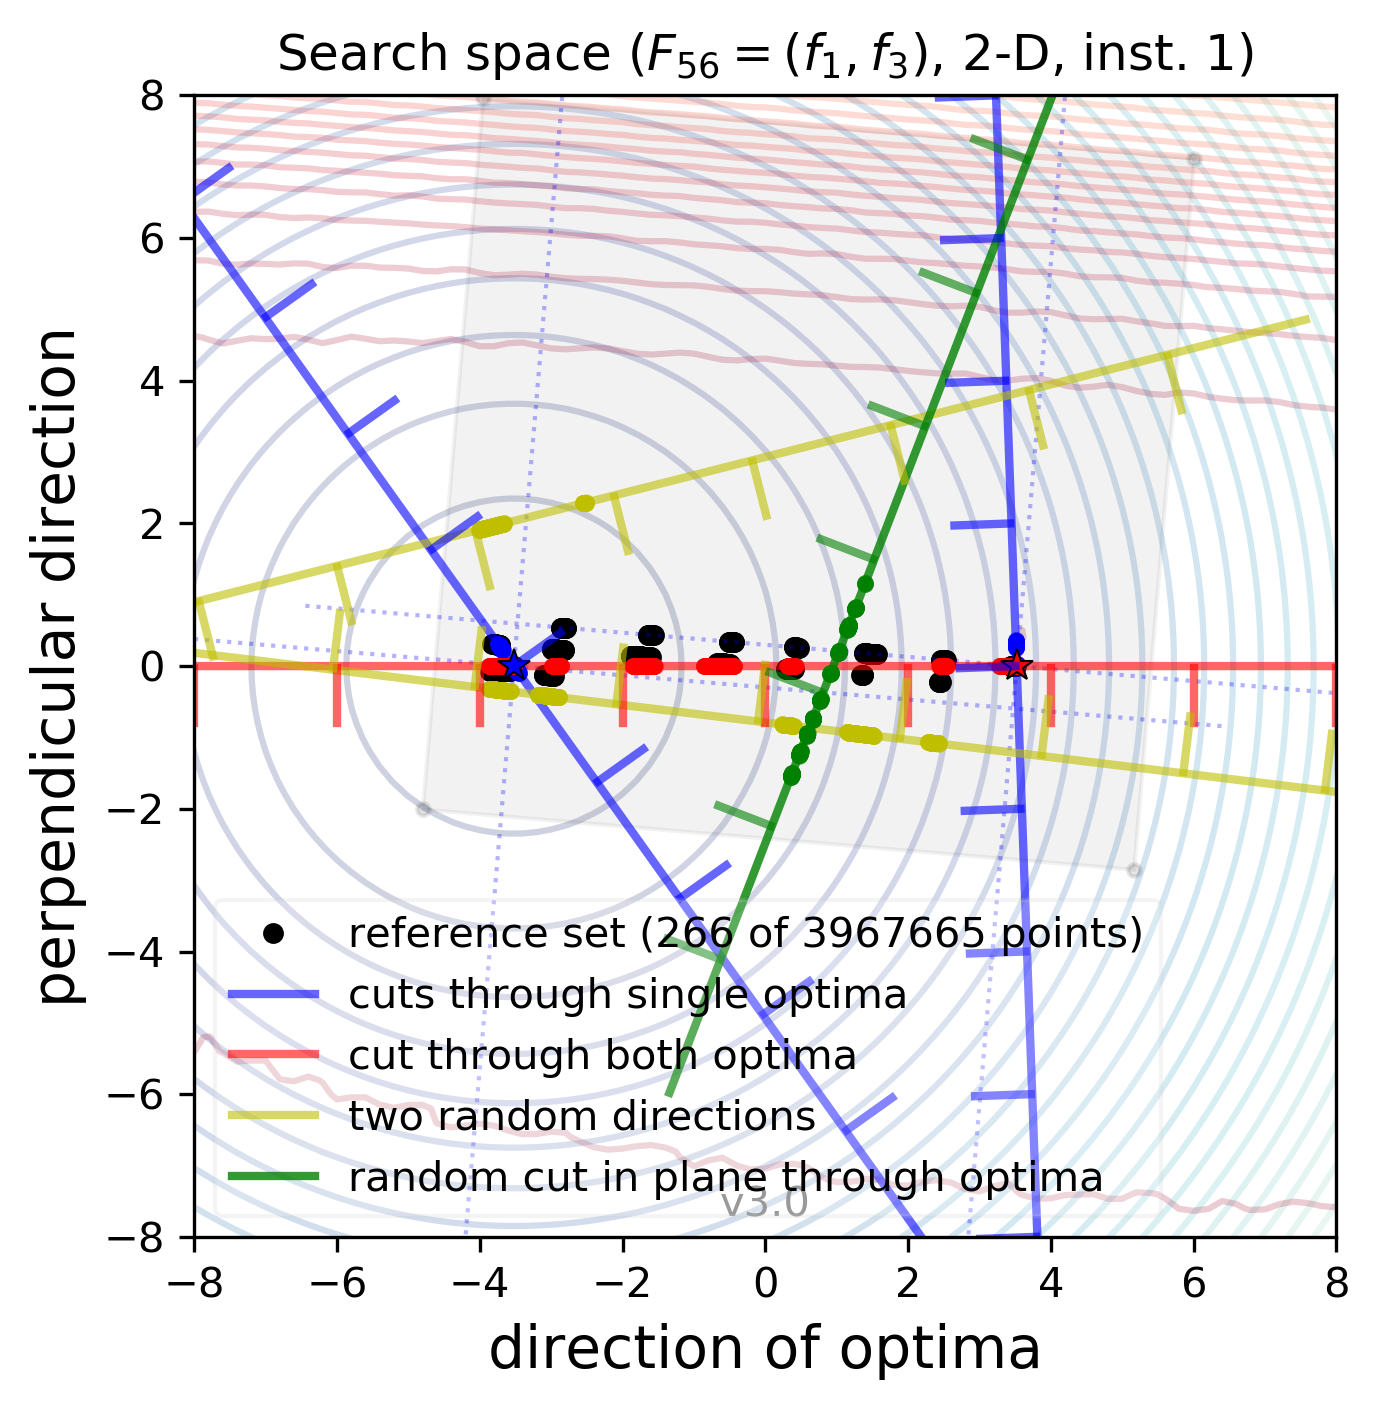 Search space (F₅₆ = (f₁, f₃), 2-D, inst. 1)
8
6
4
2
0
−2
−4
−6
−8
perpendicular direction
reference set (266 of 3967665 points)
cuts through single optima
cut through both optima
two random directions
random cut in plane through optima
v3.0
−8 −6 −4 −2 0 2 4 6 8
direction of optima